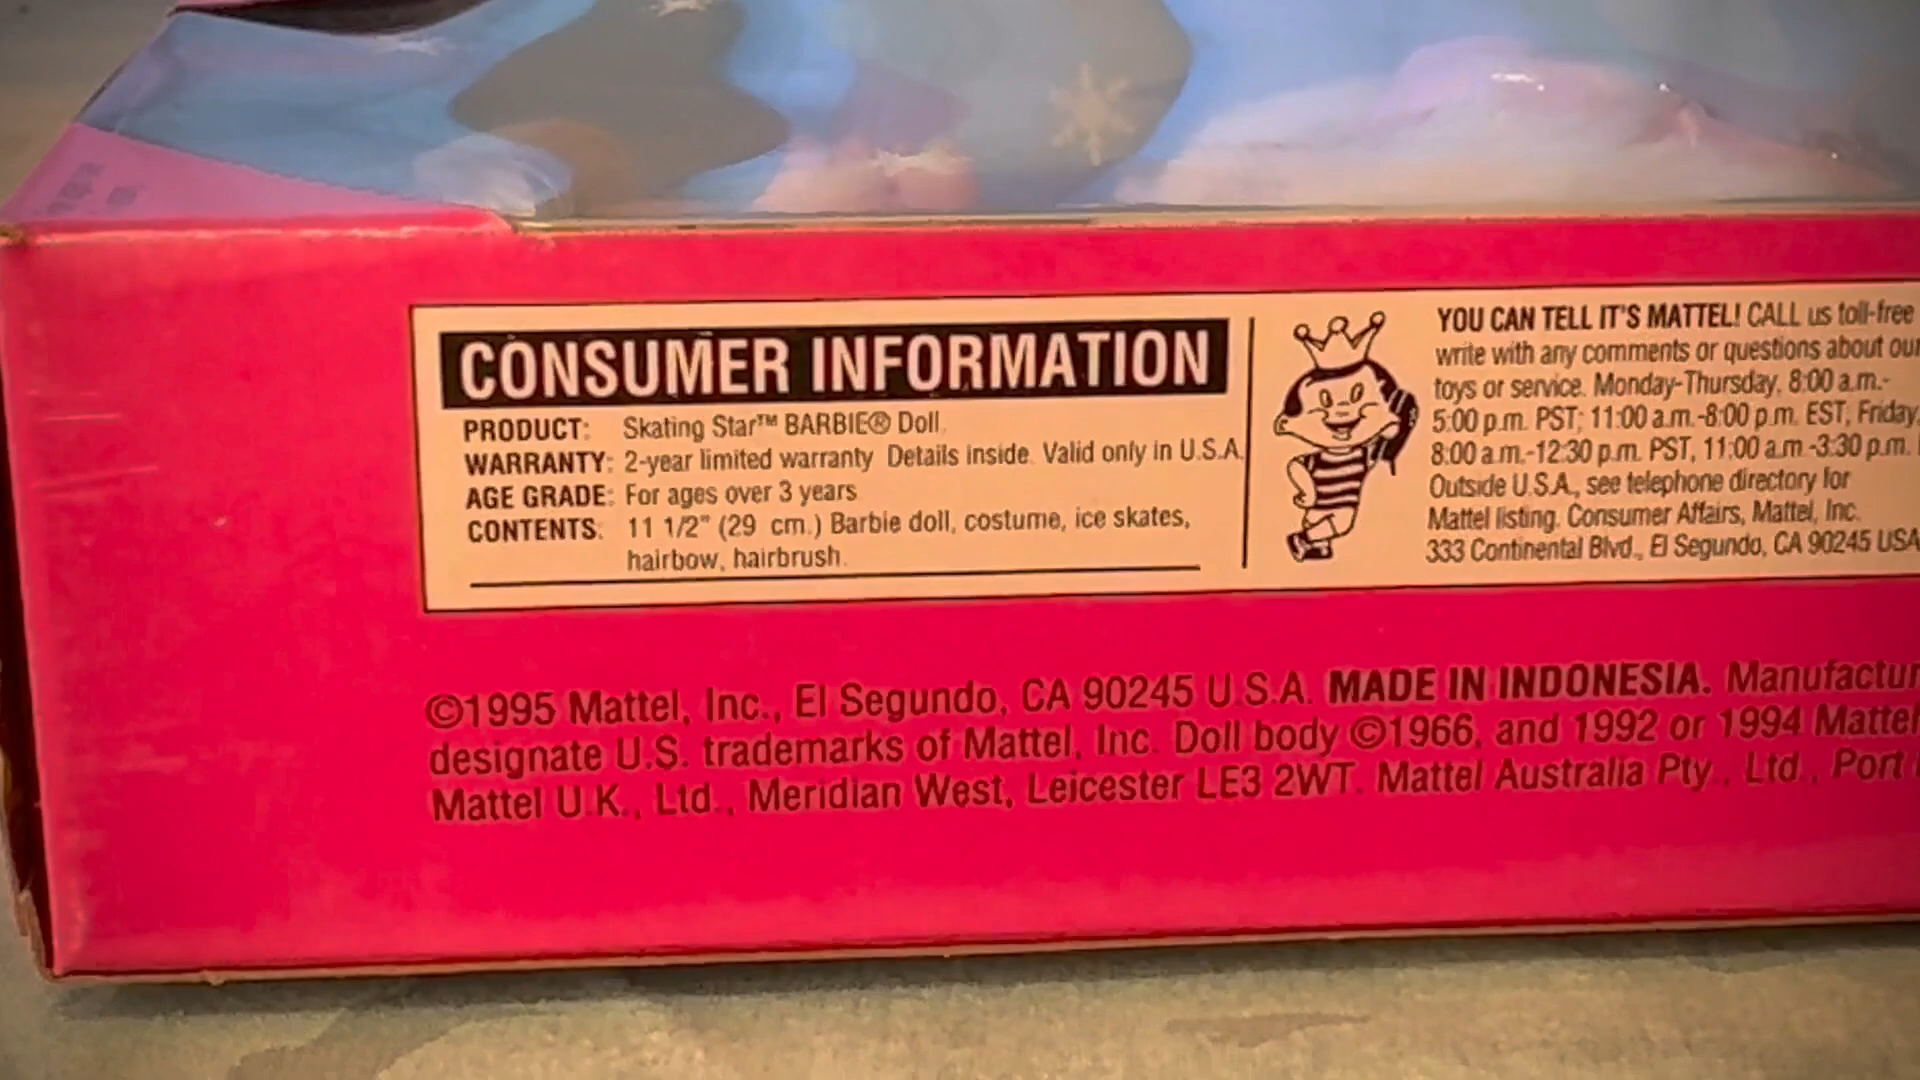 CONSUMER INFORMATION
PRODUCT: Skating Star™ BARBIE® Doll
WARRANTY: 2-year limited warranty Details inside. Valid only in U.S.A.
AGE GRADE: For ages over 3 years
CONTENTS: 11 1/2" (29 cm.) Barbie doll, costume, ice skates,
hairbow, hairbrush.
YOU CAN TELL IT'S MATTEL! CALL us toll-free
write with any comments or questions about our
toys or service. Monday-Thursday, 8:00 a.m.-
5:00 p.m. PST; 11:00 a.m.-8:00 p.m. EST, Friday,
8:00 a.m.-12:30 p.m. PST, 11:00 a.m.-3:30 p.m.
Outside U.S.A., see telephone directory for
Mattel listing. Consumer Affairs, Mattel, Inc.
333 Continental Blvd., El Segundo, CA 90245 USA
©1995 Mattel, Inc., El Segundo, CA 90245 U.S.A. MADE IN INDONESIA. Manufactur
designate U.S. trademarks of Mattel, Inc. Doll body ©1966, and 1992 or 1994 Mattel
Mattel U.K., Ltd., Meridian West, Leicester LE3 2WT. Mattel Australia Pty., Ltd., Port